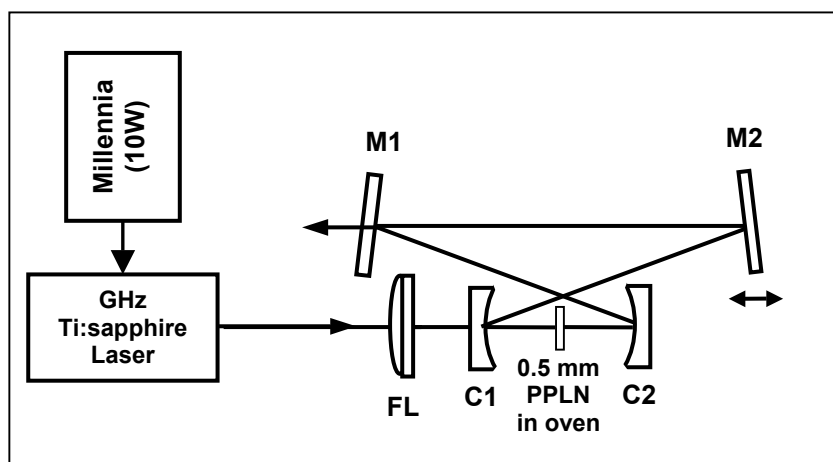 Millennia
(10W)
M1
M2
GHz
Ti:sapphire
Laser
FL
C1
0.5 mm
PPLN
in oven
C2